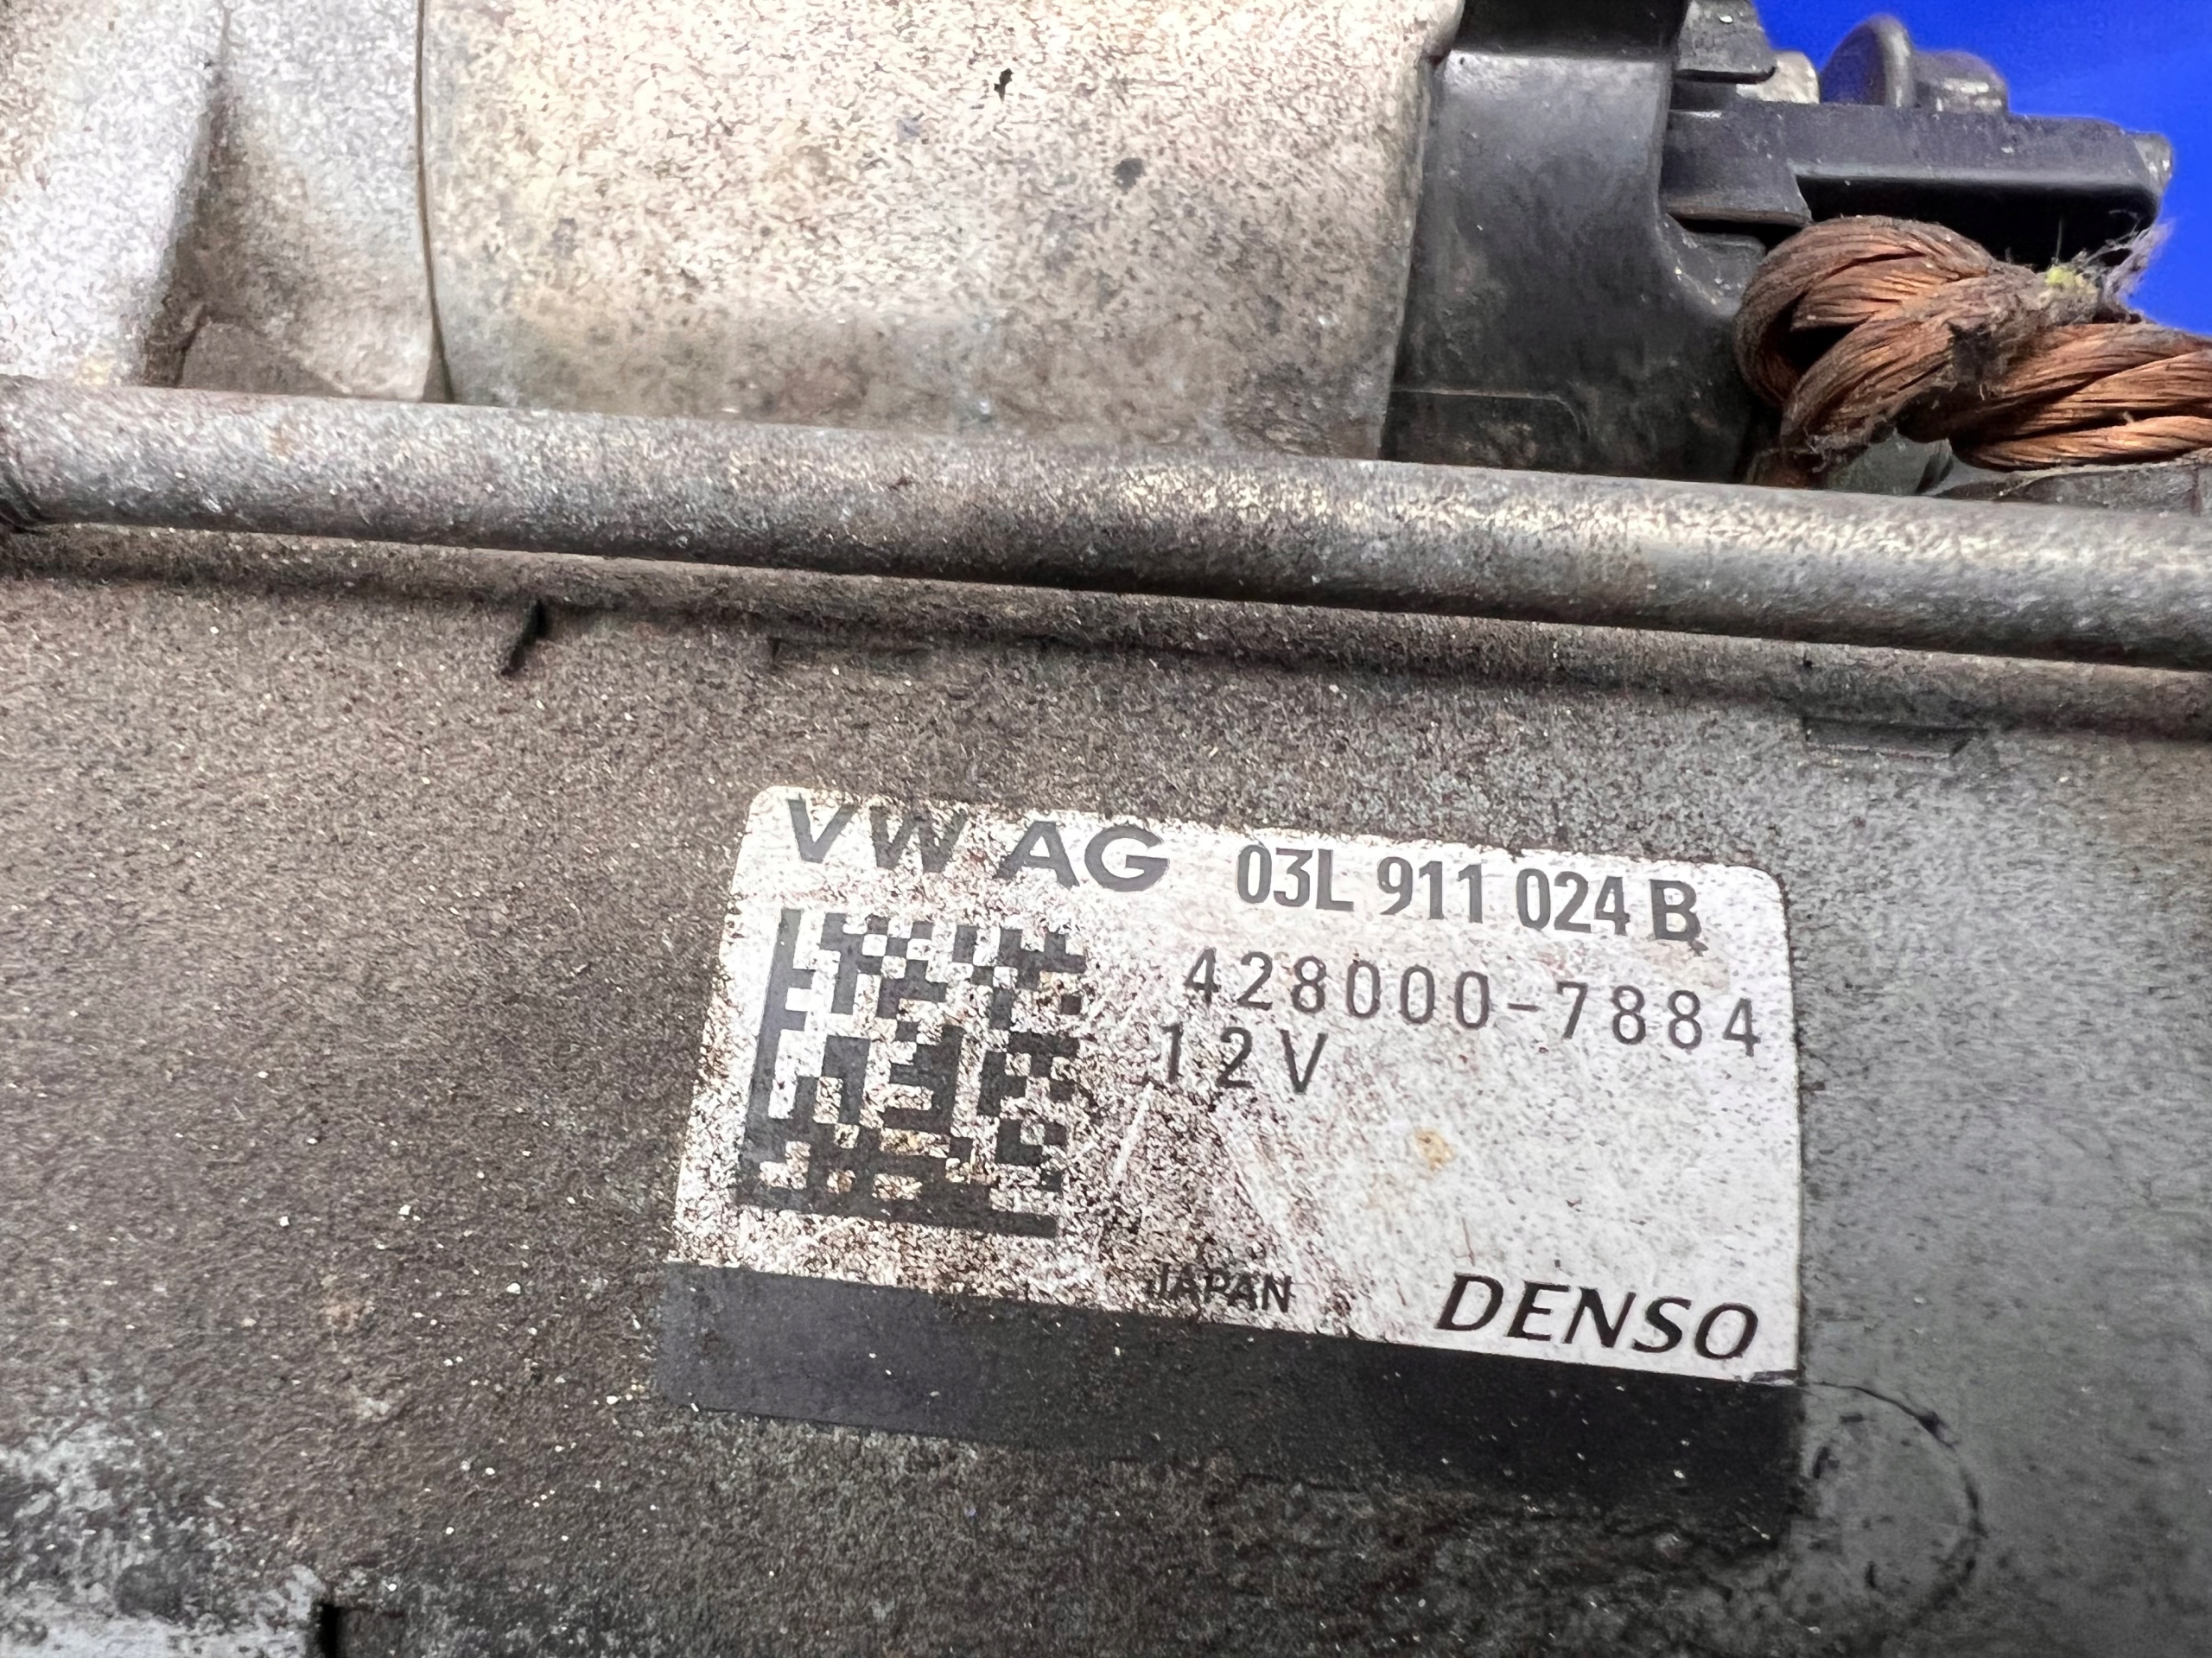 VW AG 03L 911 024 B
428000-7884
12V
JAPAN DENSO